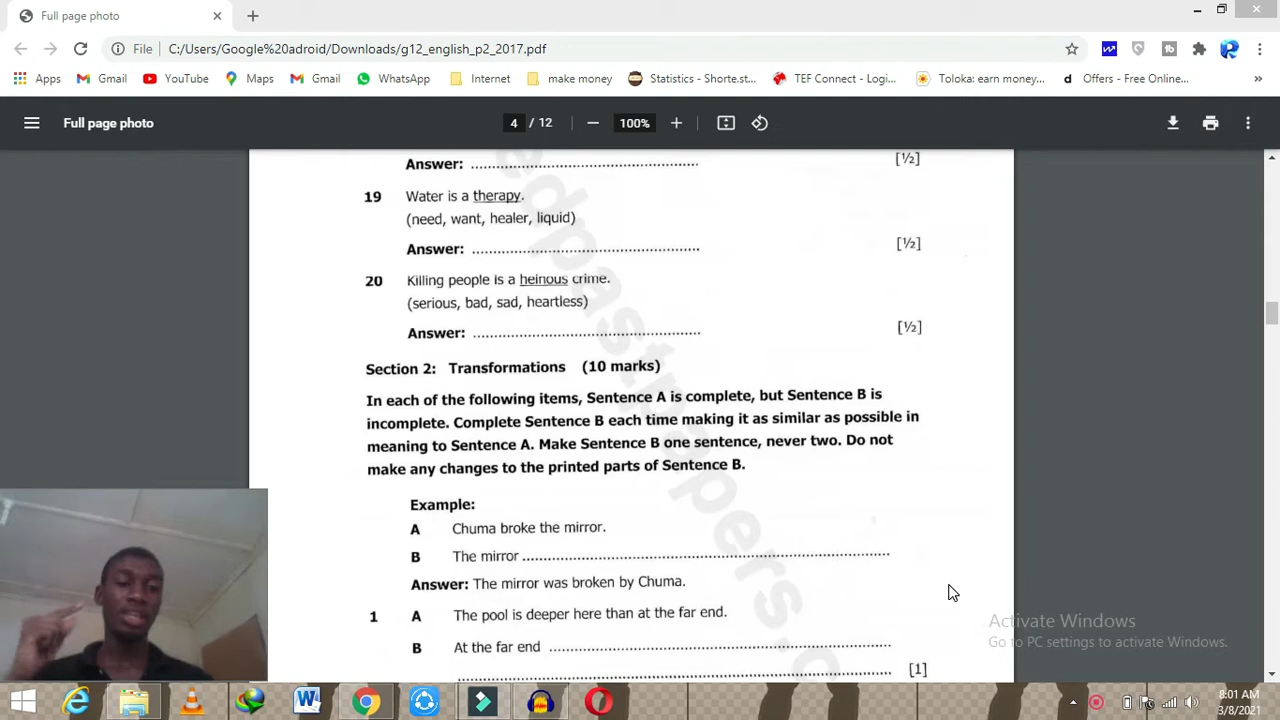 Full page photo
File
C:/Users/Google%20adroid/Downloads/g12_english_p2_2017.pdf
Apps Gmail YouTube Maps Gmail WhatsApp Internet make money Statistics - Shorte.st... TEF Connect - Logi... Toloka: earn money... Offers - Free Online... »
Full page photo 4 / 12 100%
Answer: ........................................................ [½]
19 Water is a therapy.
(need, want, healer, liquid)
Answer: ........................................................ [½]
20 Killing people is a heinous crime.
(serious, bad, sad, heartless)
Answer: ........................................................ [½]
Section 2: Transformations (10 marks)
In each of the following items, Sentence A is complete, but Sentence B is
incomplete. Complete Sentence B each time making it as similar as possible in
meaning to Sentence A. Make Sentence B one sentence, never two. Do not
make any changes to the printed parts of Sentence B.
Example:
A Chuma broke the mirror.
B The mirror ........................................................
Answer: The mirror was broken by Chuma.
1 A The pool is deeper here than at the far end.
B At the far end ........................................................
........................................................ [1]
edpastpapers.
Activate Windows
Go to PC settings to activate Windows.
8:01 AM
3/8/2021